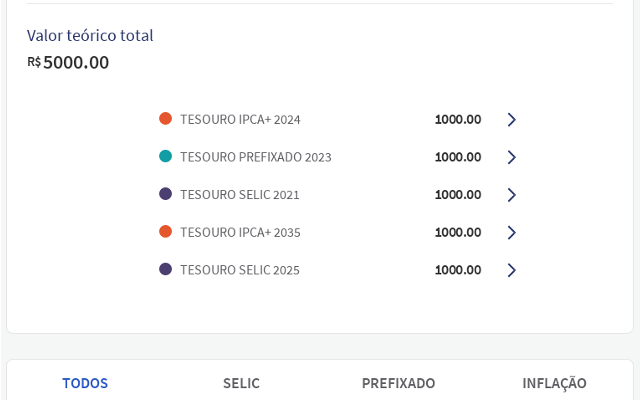 Valor teórico total
R$ 5000.00
TESOURO IPCA+ 2024 1000.00
TESOURO PREFIXADO 2023 1000.00
TESOURO SELIC 2021 1000.00
TESOURO IPCA+ 2035 1000.00
TESOURO SELIC 2025 1000.00
TODOS SELIC PREFIXADO INFLAÇÃO